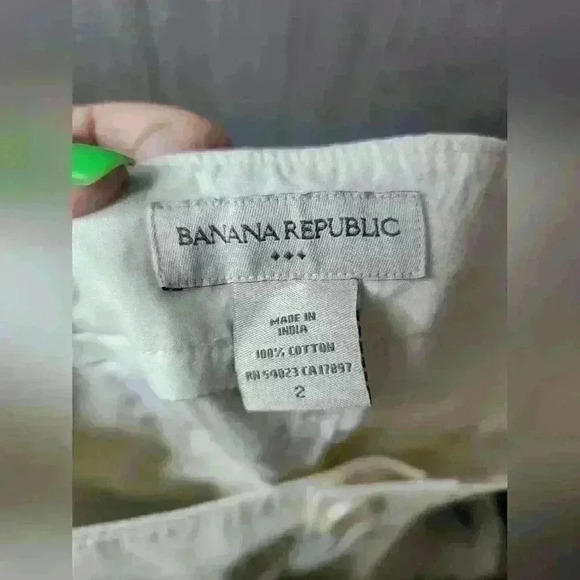 BANANA REPUBLIC
MADE IN
INDIA
100% COTTON
RN 54023 CA17897
2